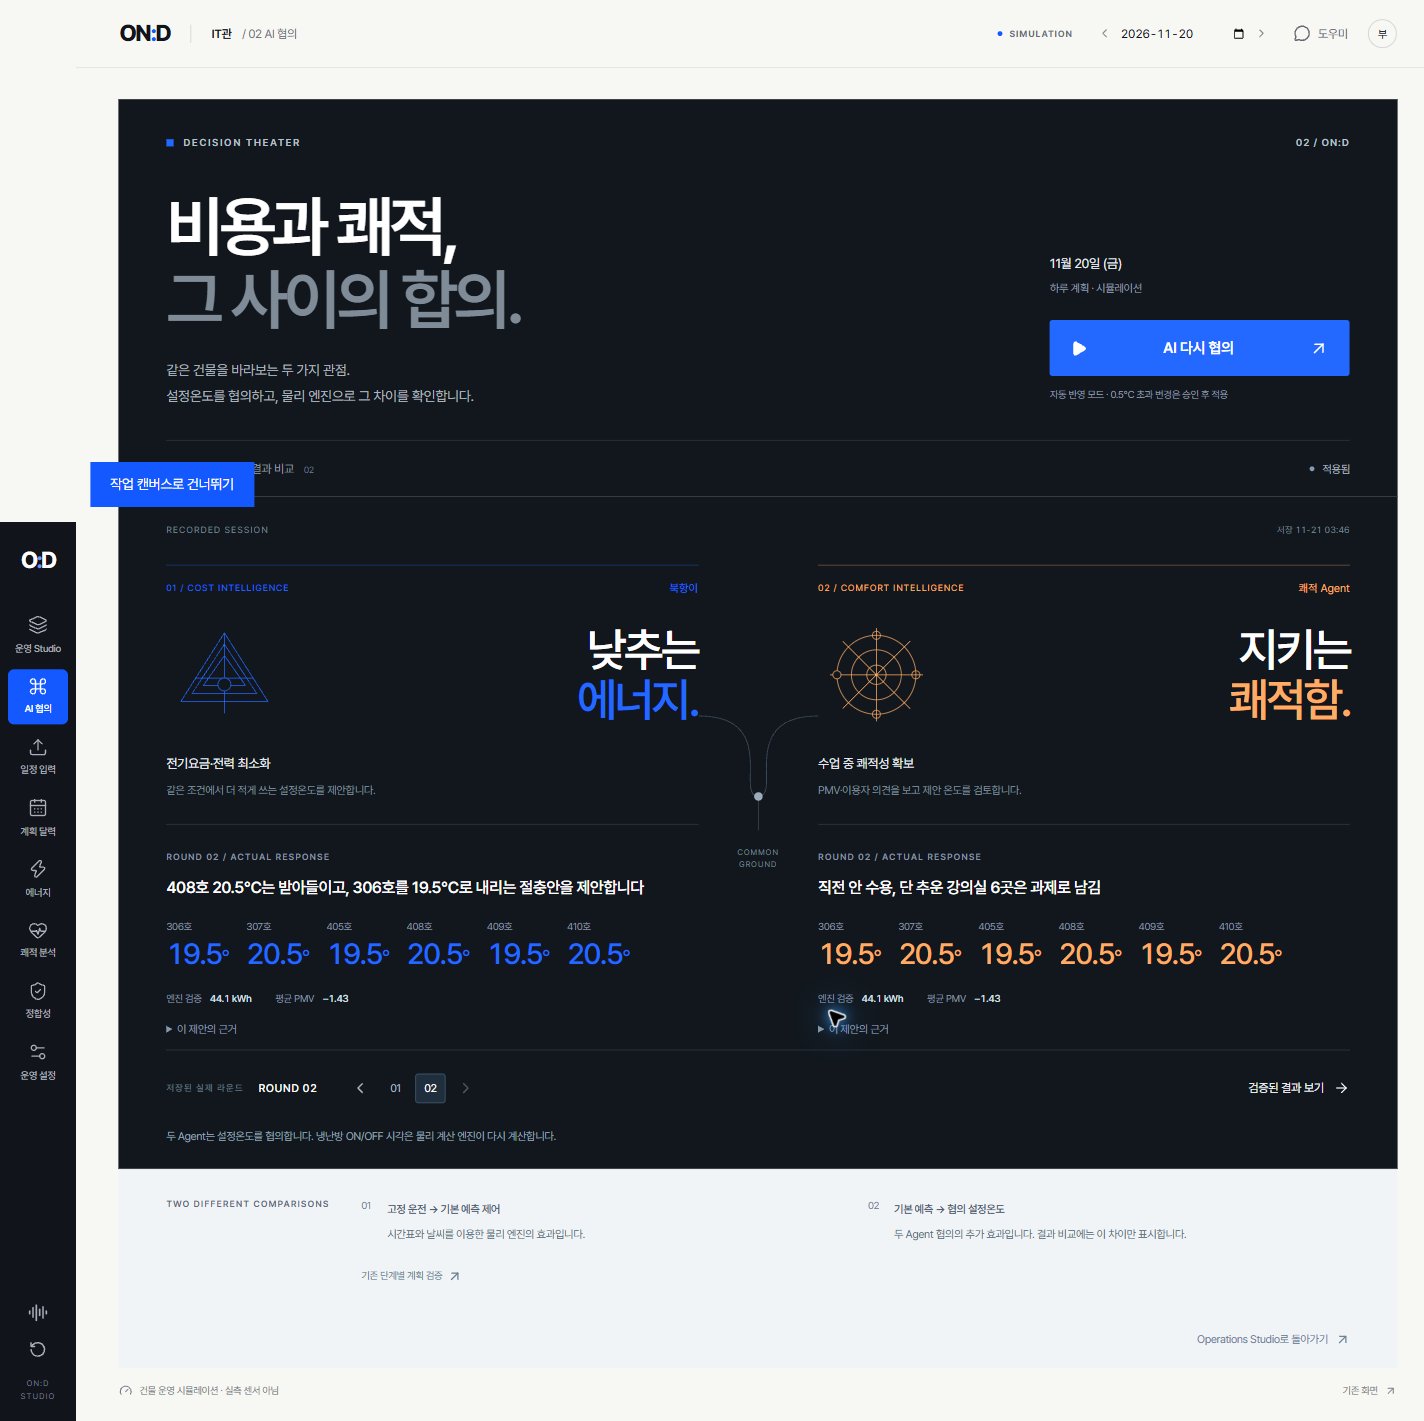 ON:D
IT관 / 02 AI 협의
SIMULATION
2026-11-20
도우미
부
DECISION THEATER
02 / ON:D
비용과 쾌적,
그 사이의 합의.
같은 건물을 바라보는 두 가지 관점.
설정온도를 협의하고, 물리 엔진으로 그 차이를 확인합니다.
11월 20일 (금)
하루 계획 · 시뮬레이션
AI 다시 협의
자동 반영 모드 · 0.5°C 초과 변경은 승인 후 적용
결과 비교 02
적용됨
작업 캔버스로 건너뛰기
RECORDED SESSION
저장 11-21 03:46
01 / COST INTELLIGENCE
북항이
낮추는
에너지.
전기요금·전력 최소화
같은 조건에서 더 적게 쓰는 설정온도를 제안합니다.
02 / COMFORT INTELLIGENCE
쾌적 Agent
지키는
쾌적함.
수업 중 쾌적성 확보
PMV·이용자 의견을 보고 제안 온도를 검토합니다.
COMMON
GROUND
ROUND 02 / ACTUAL RESPONSE
408호 20.5°C는 받아들이고, 306호를 19.5°C로 내리는 절충안을 제안합니다
306호 307호 405호 408호 409호 410호
19.5° 20.5° 19.5° 20.5° 19.5° 20.5°
엔진 검증 44.1 kWh 평균 PMV −1.43
이 제안의 근거
ROUND 02 / ACTUAL RESPONSE
직전 안 수용, 단 추운 강의실 6곳은 과제로 남김
306호 307호 405호 408호 409호 410호
19.5° 20.5° 19.5° 20.5° 19.5° 20.5°
엔진 검증 44.1 kWh 평균 PMV −1.43
이 제안의 근거
저장된 실제 라운드 ROUND 02 01 02
검증된 결과 보기
두 Agent는 설정온도를 협의합니다. 냉난방 ON/OFF 시각은 물리 계산 엔진이 다시 계산합니다.
TWO DIFFERENT COMPARISONS
01 고정 운전 → 기본 예측 제어
시간표와 날씨를 이용한 물리 엔진의 효과입니다.
기존 단계별 계획 검증
02 기본 예측 → 협의 설정온도
두 Agent 협의의 추가 효과입니다. 결과 비교에는 이 차이만 표시합니다.
Operations Studio로 돌아가기
건물 운영 시뮬레이션 · 실측 센서 아님
기존 화면
O:D
운영 Studio
AI 협의
일정 입력
계획 달력
에너지
쾌적 분석
정합성
운영 설정
ON:D
STUDIO